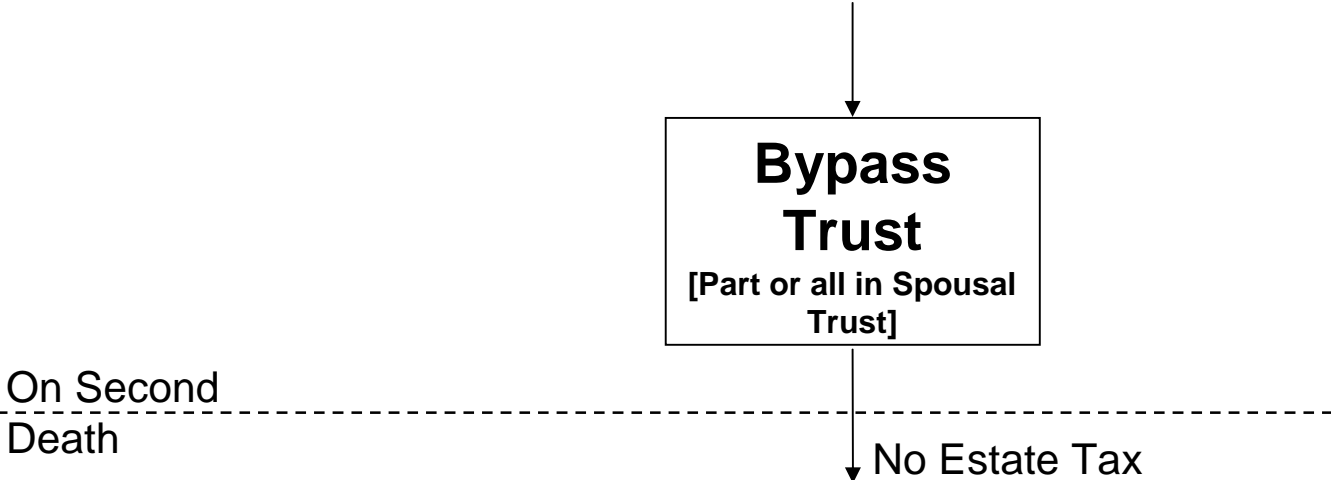 Bypass
Trust
[Part or all in Spousal
Trust]
On Second
Death
No Estate Tax